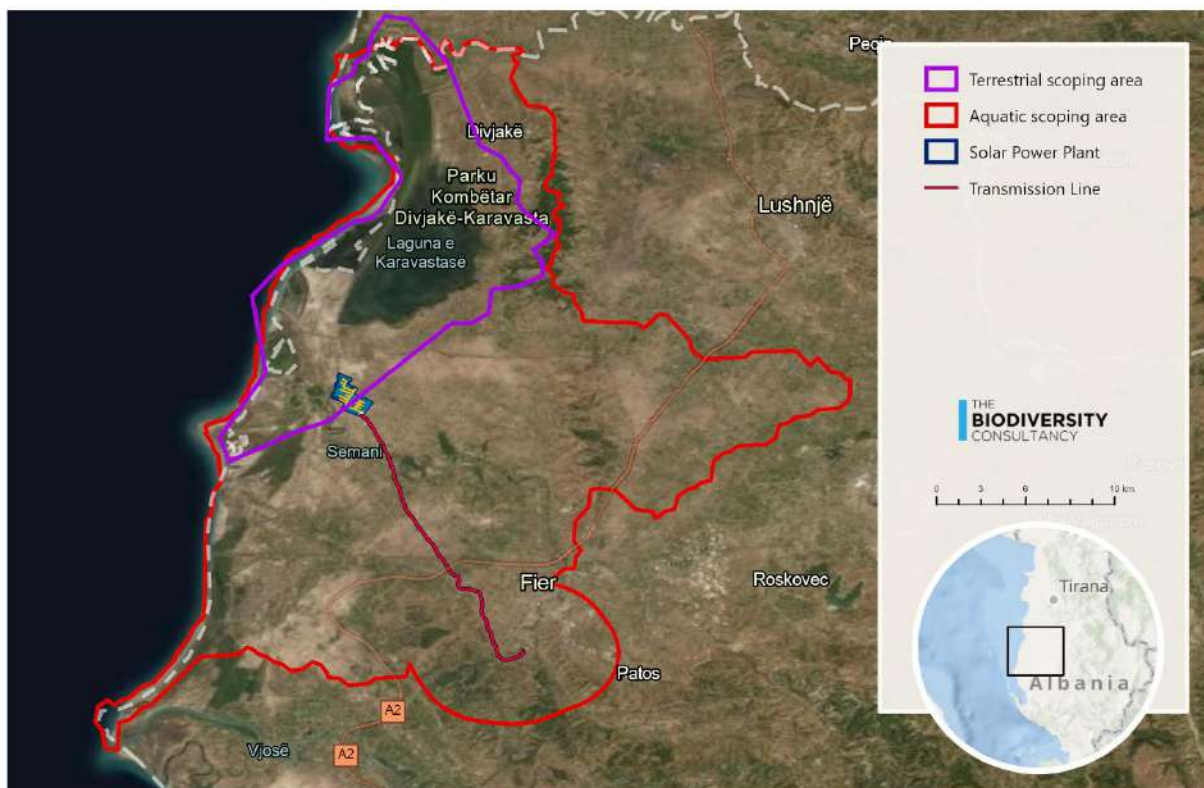 Peqin
Divjakë
Parku
Kombëtar
Divjakë-Karavasta
Laguna e
Karavastasë
Lushnjë
Semani
Fier
Roskovec
Patos
A2
A2
Vjosë
Terrestrial scoping area
Aquatic scoping area
Solar Power Plant
Transmission Line
THE
BIODIVERSITY
CONSULTANCY
0 3 6 10 km
Tirana
Albania